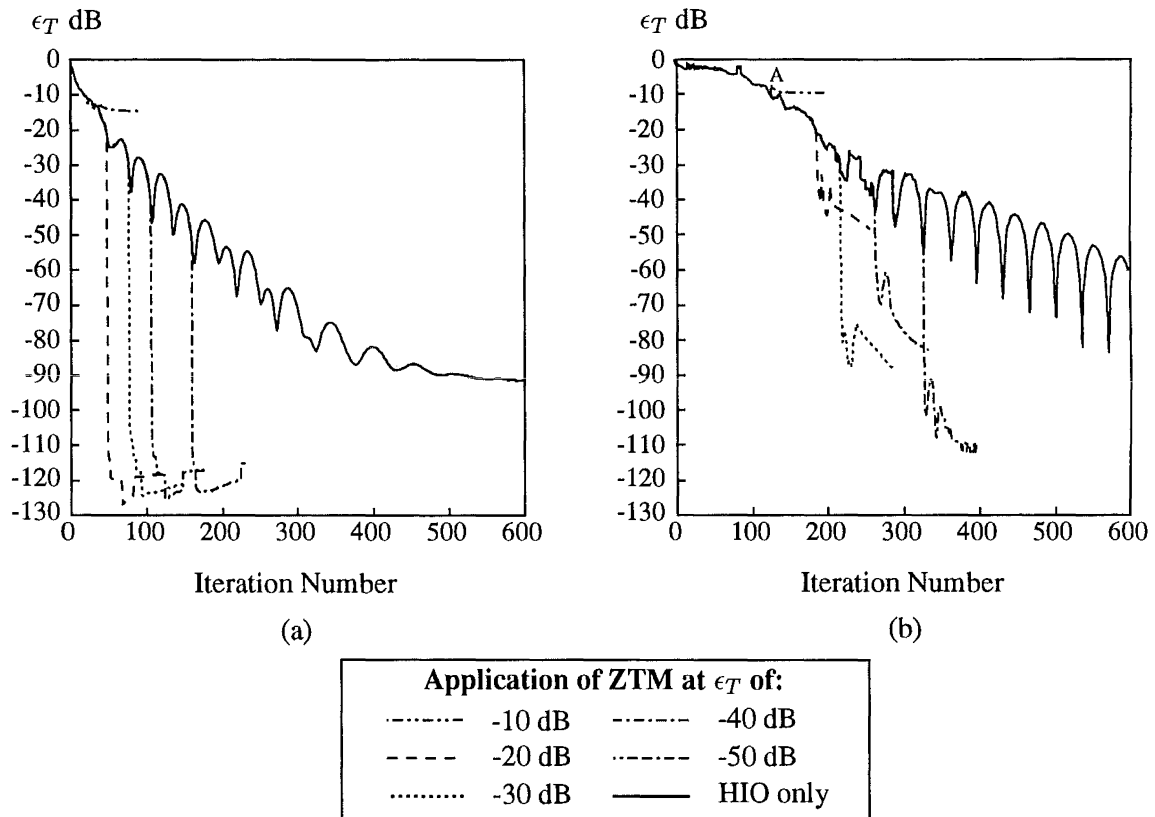 ϵT dB
0
-10
-20
-30
-40
-50
-60
-70
-80
-90
-100
-110
-120
-130
0 100 200 300 400 500 600
Iteration Number
(a)
ϵT dB
A
0
-10
-20
-30
-40
-50
-60
-70
-80
-90
-100
-110
-120
-130
0 100 200 300 400 500 600
Iteration Number
(b)
Application of ZTM at ϵT of:
-10 dB -40 dB
-20 dB -50 dB
-30 dB HIO only